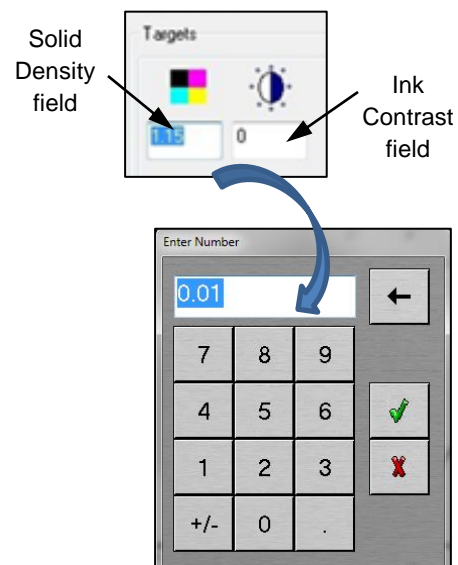 Solid
Density
field
Targets
1.15
0
Ink
Contrast
field
Enter Number
0.01
←
7 8 9
4 5 6
1 2 3
+/- 0 .